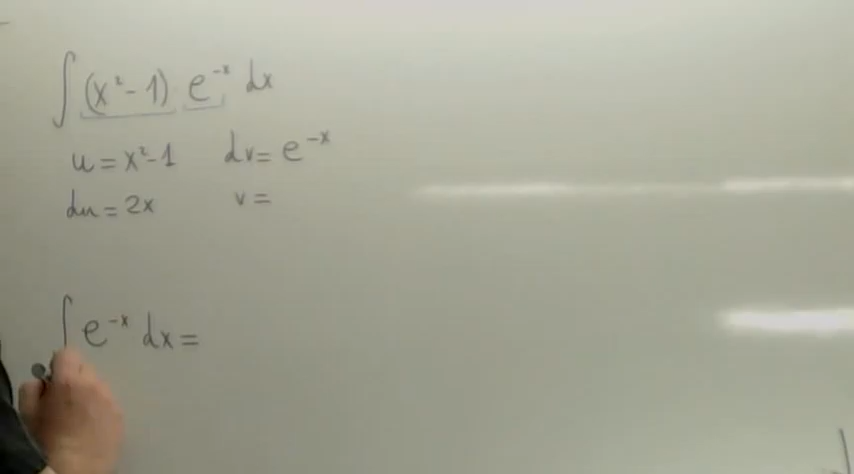 ∫ (x²-1) e⁻ˣ dx
u = x²-1 dv = e⁻ˣ
du = 2x v =
∫ e⁻ˣ dx =